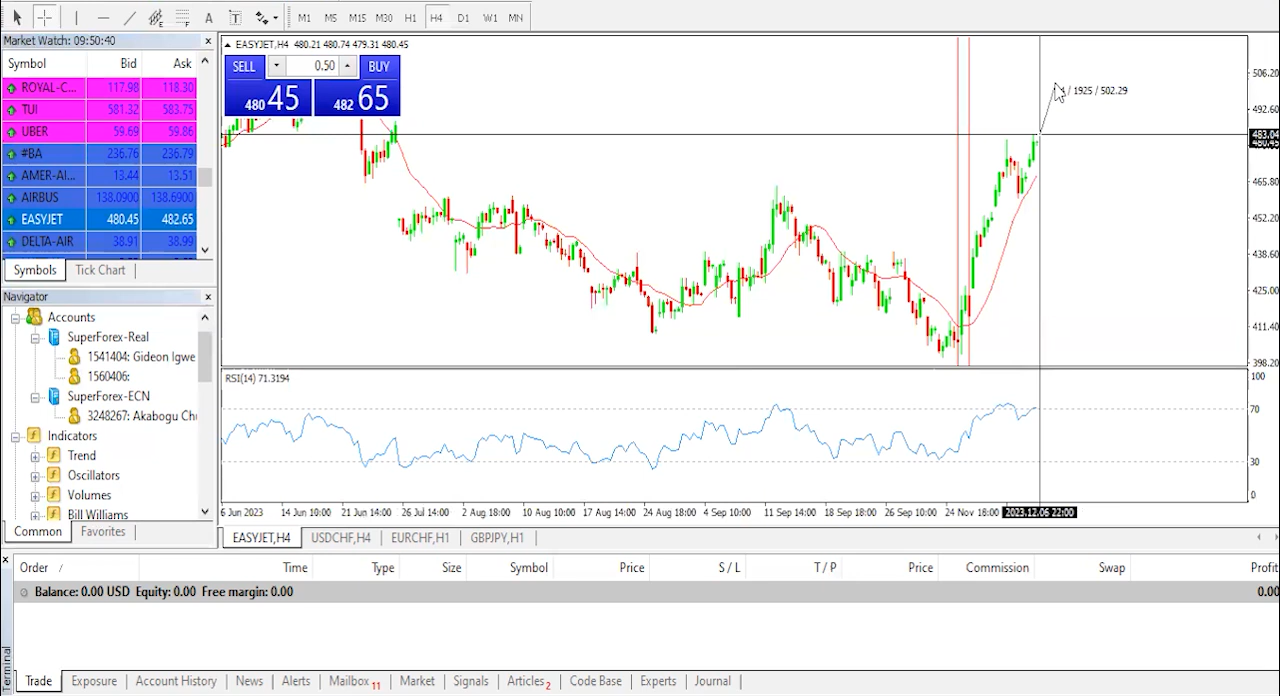 A T M1 M5 M15 M30 H1 H4 D1 W1 MN
Market Watch: 09:50:40
Symbol Bid Ask
ROYAL-C... 117.98 118.30
TUI 581.32 583.75
UBER 59.69 59.86
#BA 236.76 236.79
AMER-AI... 13.44 13.51
AIRBUS 138.0900 138.6900
EASYJET 480.45 482.65
DELTA-AIR 38.91 38.99
Symbols Tick Chart
Navigator
Accounts
SuperForex-Real
1541404: Gideon Igwe
1560406:
SuperForex-ECN
3248267: Akabogu Ch
Indicators
Trend
Oscillators
Volumes
Bill Williams
Common Favorites
EASYJET,H4 480.21 480.74 479.31 480.45
SELL 0.50 BUY
480 45 482 65
/ 1925 / 502.29
506.20
492.60
483.04
480.45
465.80
452.20
438.60
425.00
411.40
398.20
RSI(14) 71.3194
100
70
30
0
6 Jun 2023 14 Jun 10:00 21 Jun 14:00 26 Jul 14:00 2 Aug 18:00 10 Aug 10:00 17 Aug 14:00 24 Aug 18:00 4 Sep 10:00 11 Sep 14:00 18 Sep 18:00 26 Sep 10:00 24 Nov 18:00 2023.12.06 22:00
EASYJET,H4 USDCHF,H4 EURCHF,H1 GBPJPY,H1
Order / Time Type Size Symbol Price S / L T / P Price Commission Swap Profit
Balance: 0.00 USD Equity: 0.00 Free margin: 0.00 0.00
Terminal
Trade Exposure Account History News Alerts Mailbox 11 Market Signals Articles 2 Code Base Experts Journal